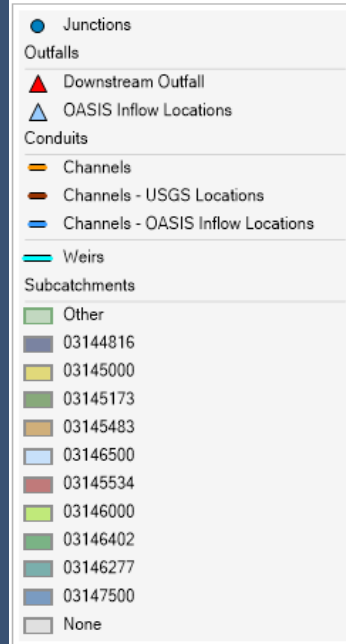 Junctions
Outfalls
Downstream Outfall
OASIS Inflow Locations
Conduits
Channels
Channels - USGS Locations
Channels - OASIS Inflow Locations
Weirs
Subcatchments
Other
03144816
03145000
03145173
03145483
03146500
03145534
03146000
03146402
03146277
03147500
None